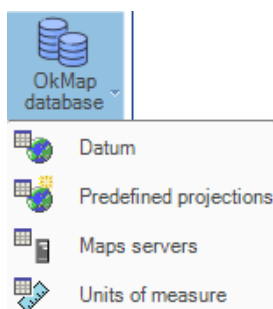 OkMap
database
Datum
Predefined projections
Maps servers
Units of measure